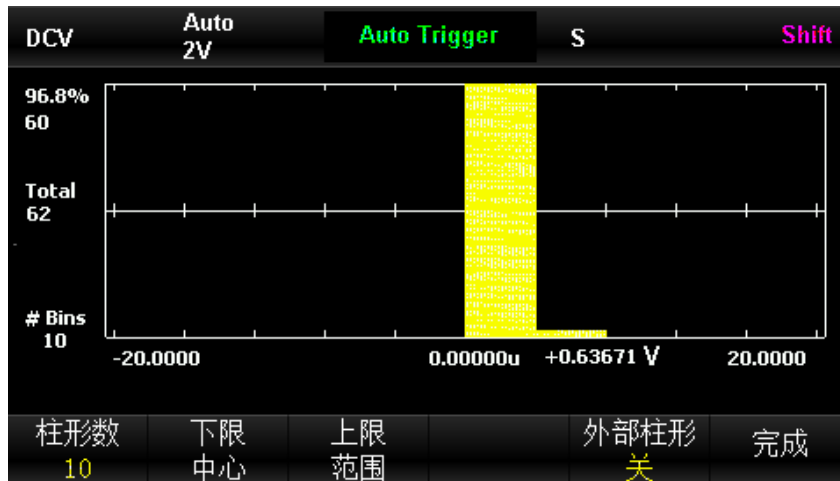 DCV Auto Auto Trigger S Shift
2V
96.8%
60
Total
62
# Bins
10
-20.0000 0.00000u +0.63671 V 20.0000
柱形数 下限 上限 外部柱形 完成
10 中心 范围 关